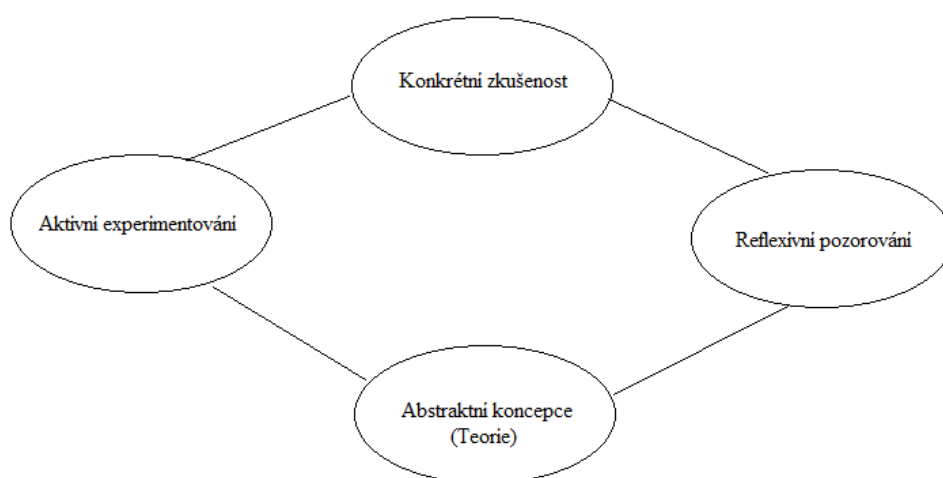 Konkrétní zkušenost
Aktivní experimentování
Reflexivní pozorování
Abstraktní koncepce
(Teorie)